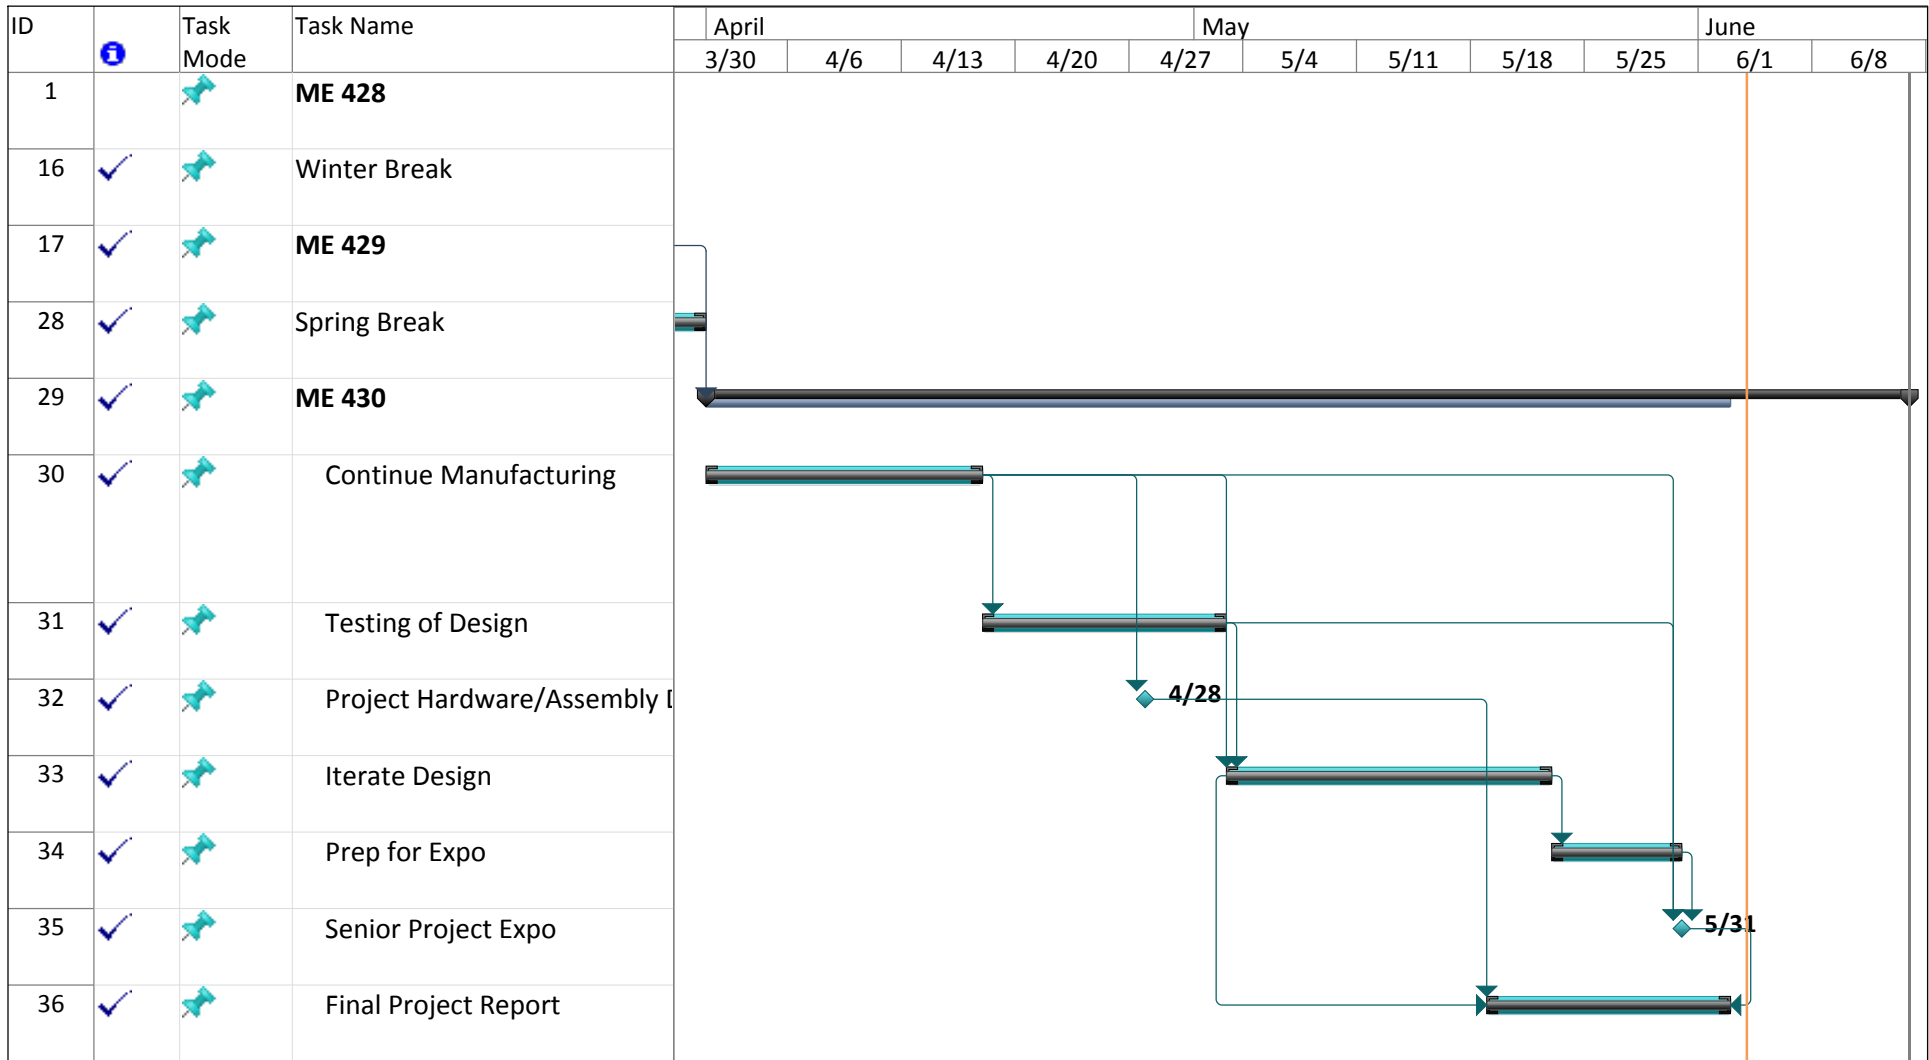 ID Task Mode Task Name April May June
3/30 4/6 4/13 4/20 4/27 5/4 5/11 5/18 5/25 6/1 6/8
1 ME 428
16 Winter Break
17 ME 429
28 Spring Break
29 ME 430
30 Continue Manufacturing
31 Testing of Design
32 Project Hardware/Assembly 4/28
33 Iterate Design
34 Prep for Expo
35 Senior Project Expo 5/31
36 Final Project Report